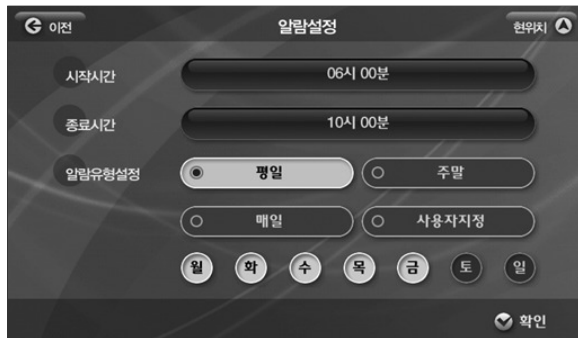 이전 알람설정 현위치
시작시간 06시 00분
종료시간 10시 00분
알람유형설정 평일 주말
매일 사용자지정
월 화 수 목 금 토 일
확인